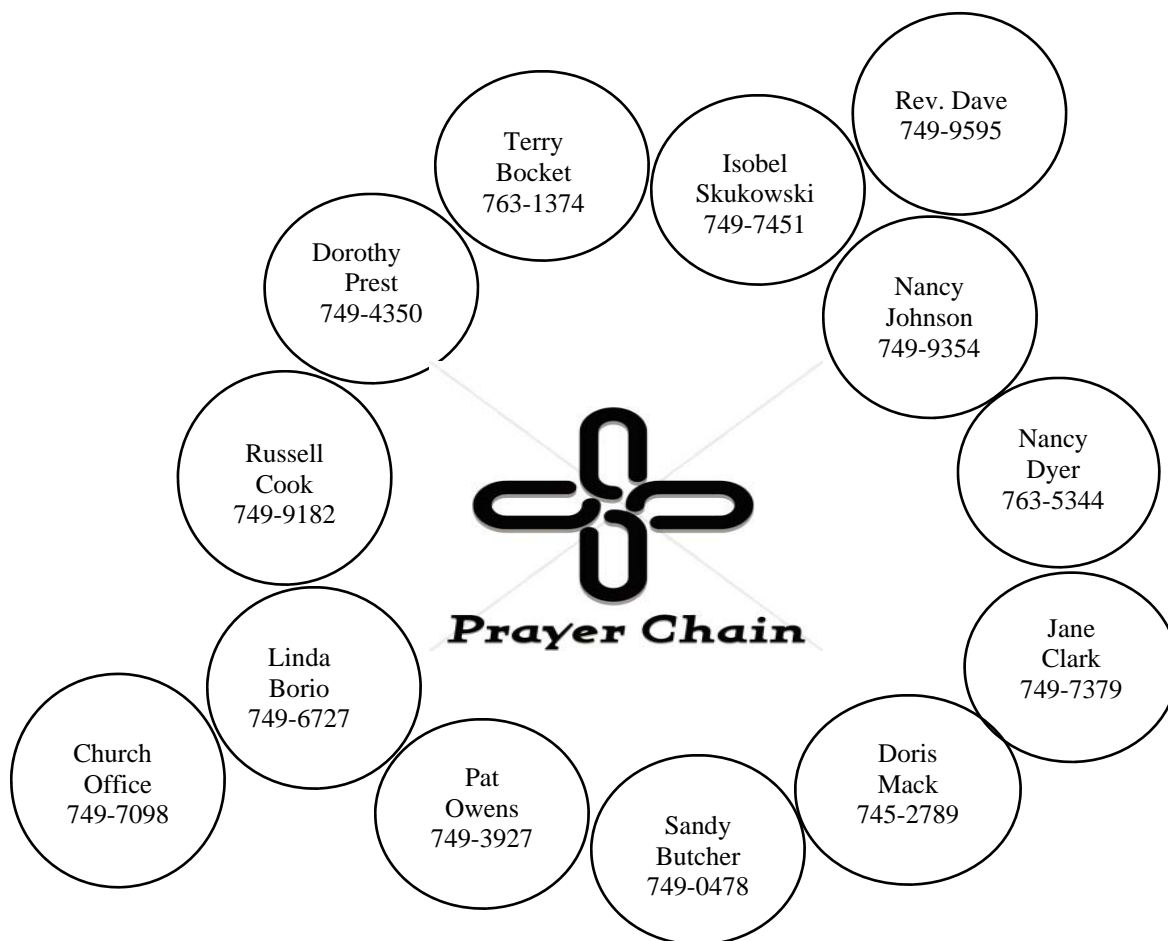 Rev. Dave
749-9595
Terry
Bocket
763-1374
Isobel
Skukowski
749-7451
Dorothy
Prest
749-4350
Nancy
Johnson
749-9354
Nancy
Dyer
763-5344
Russell
Cook
749-9182
Prayer Chain
Jane
Clark
749-7379
Linda
Borio
749-6727
Church
Office
749-7098
Pat
Owens
749-3927
Sandy
Butcher
749-0478
Doris
Mack
745-2789